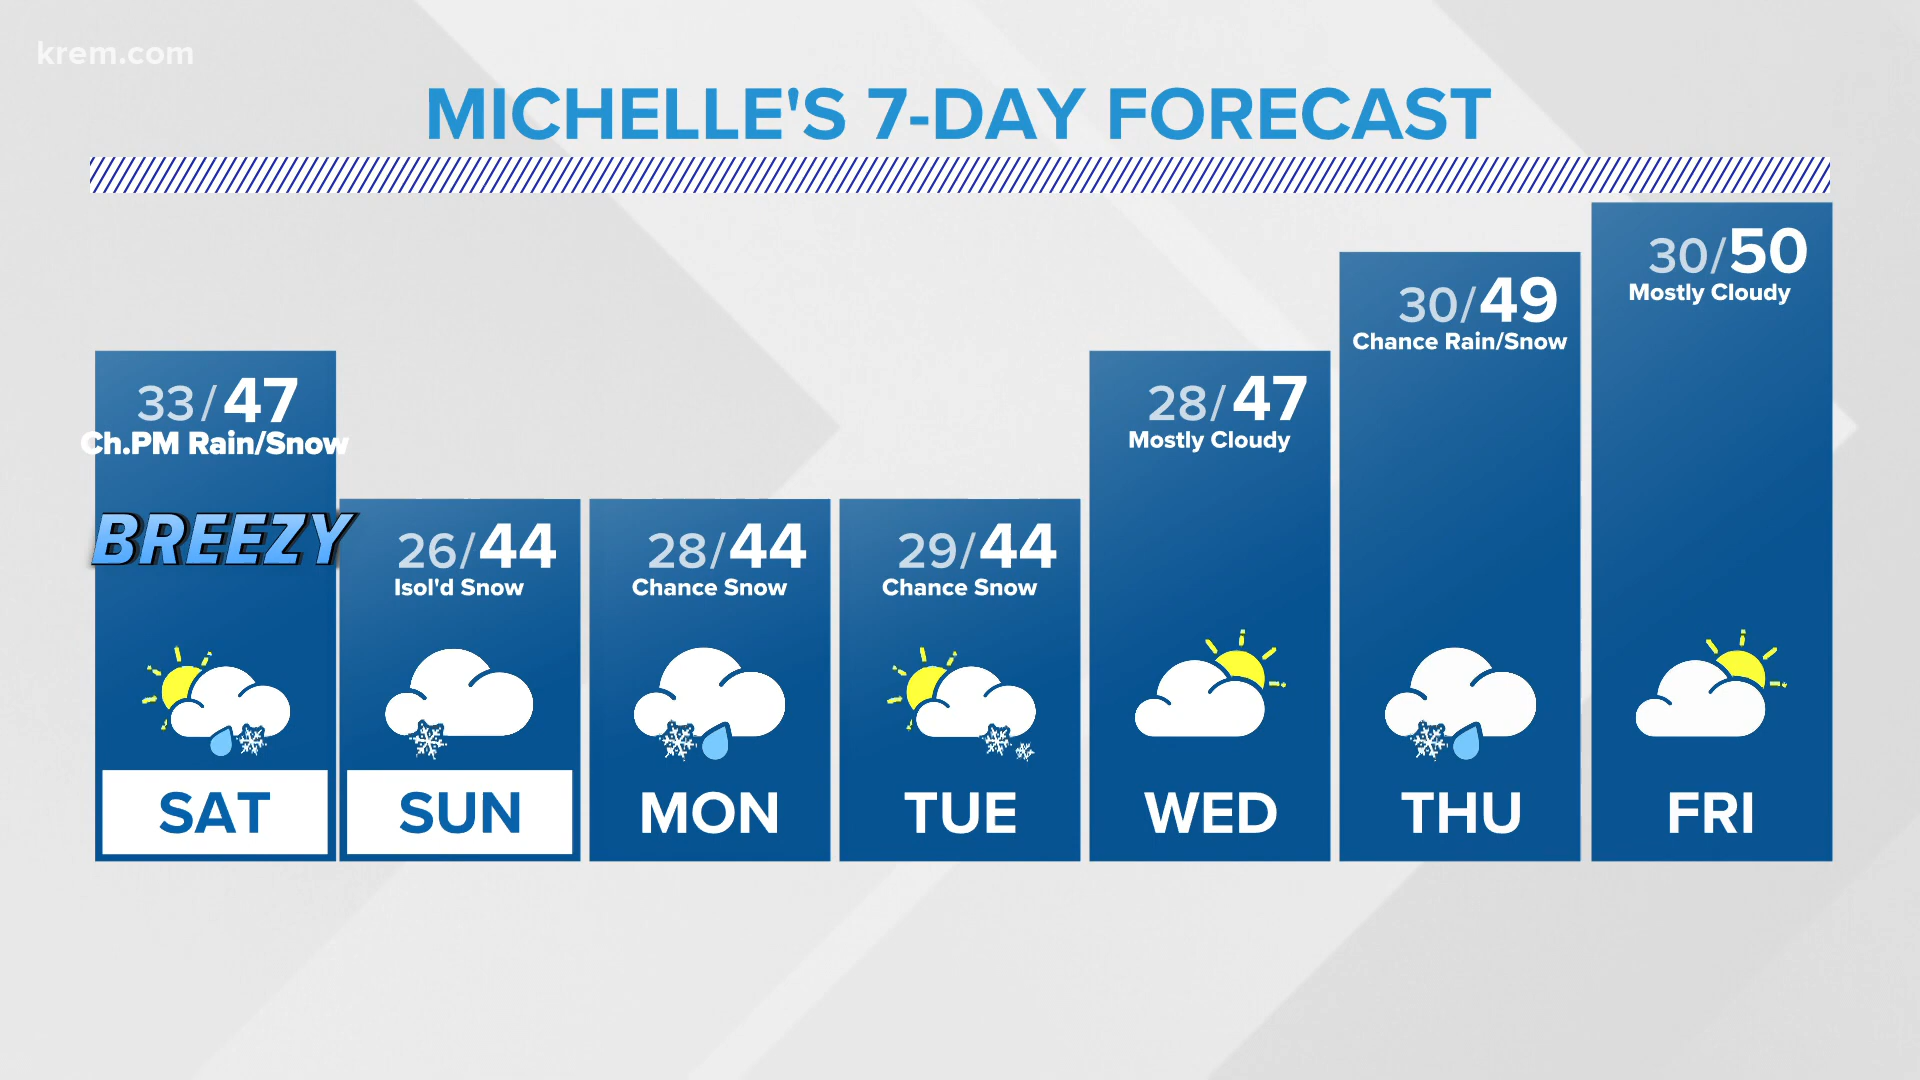 krem.com
MICHELLE'S 7-DAY FORECAST
33/47
Ch.PM Rain/Snow
BREEZY
SAT
26/44
Isol'd Snow
SUN
28/44
Chance Snow
MON
29/44
Chance Snow
TUE
28/47
Mostly Cloudy
WED
30/49
Chance Rain/Snow
THU
30/50
Mostly Cloudy
FRI